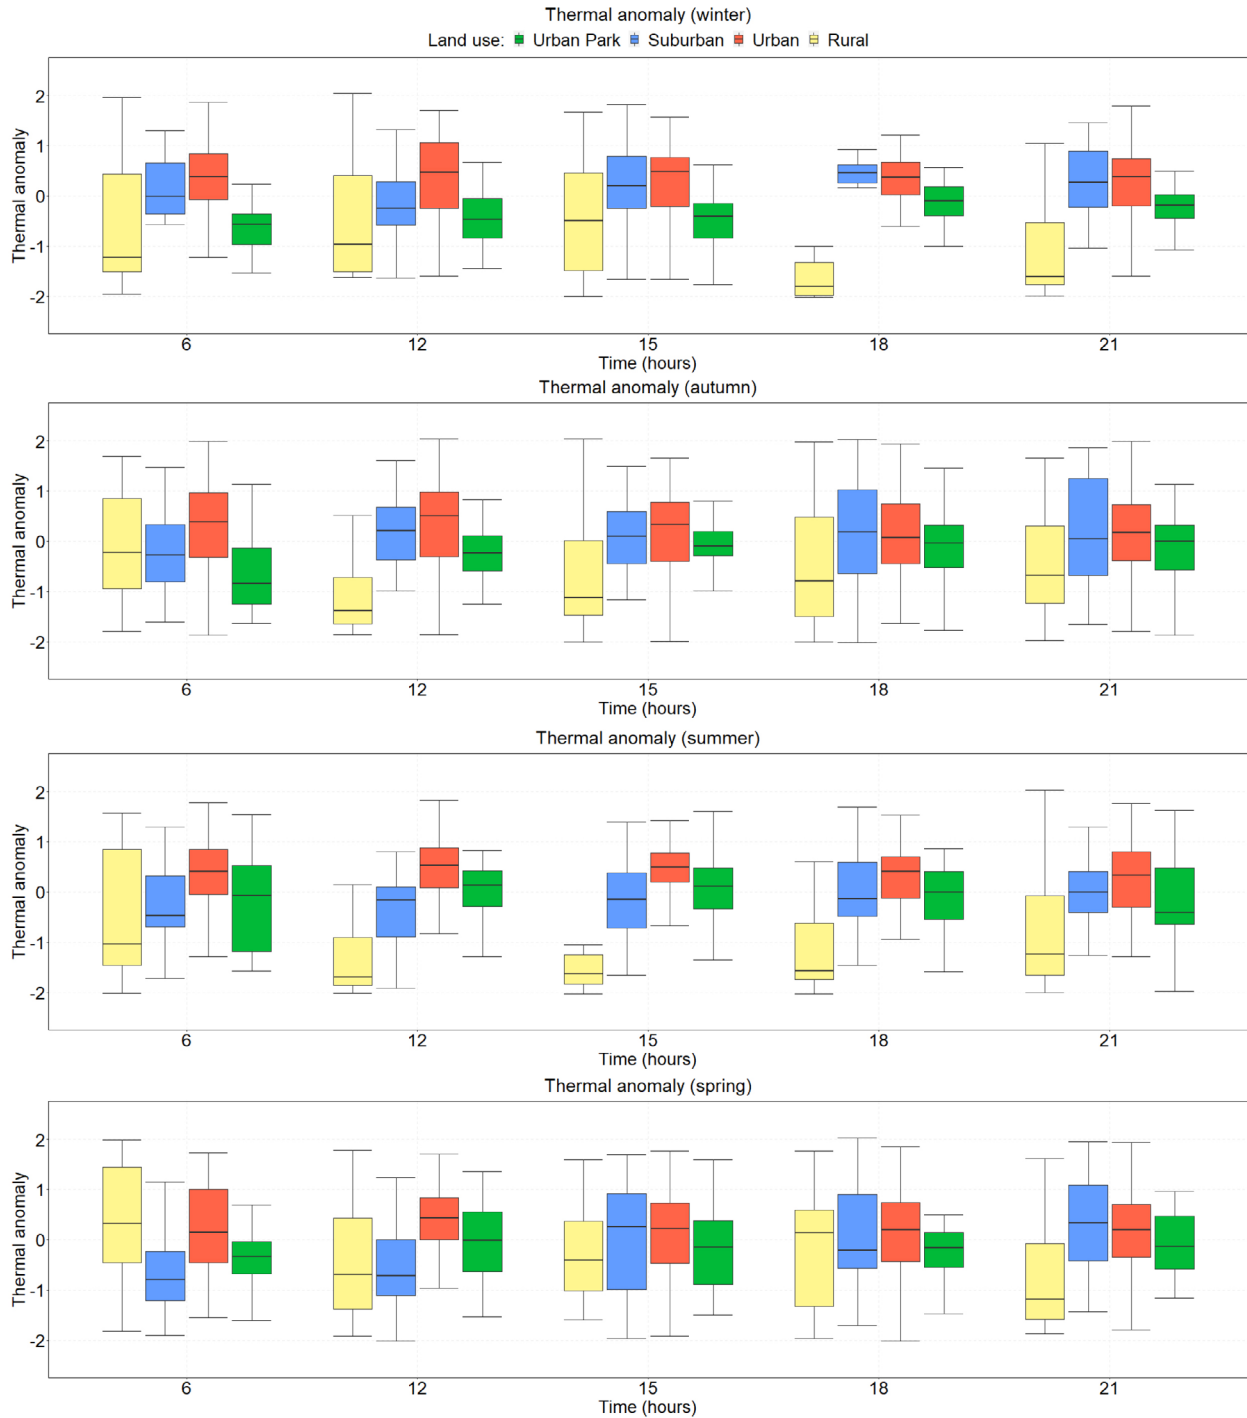 Thermal anomaly (winter)
Land use: Urban Park Suburban Urban Rural
Thermal anomaly
2
1
0
-1
-2
6 12 15 18 21
Time (hours)
Thermal anomaly (autumn)
Thermal anomaly
2
1
0
-1
-2
6 12 15 18 21
Time (hours)
Thermal anomaly (summer)
Thermal anomaly
2
1
0
-1
-2
6 12 15 18 21
Time (hours)
Thermal anomaly (spring)
Thermal anomaly
2
1
0
-1
-2
6 12 15 18 21
Time (hours)